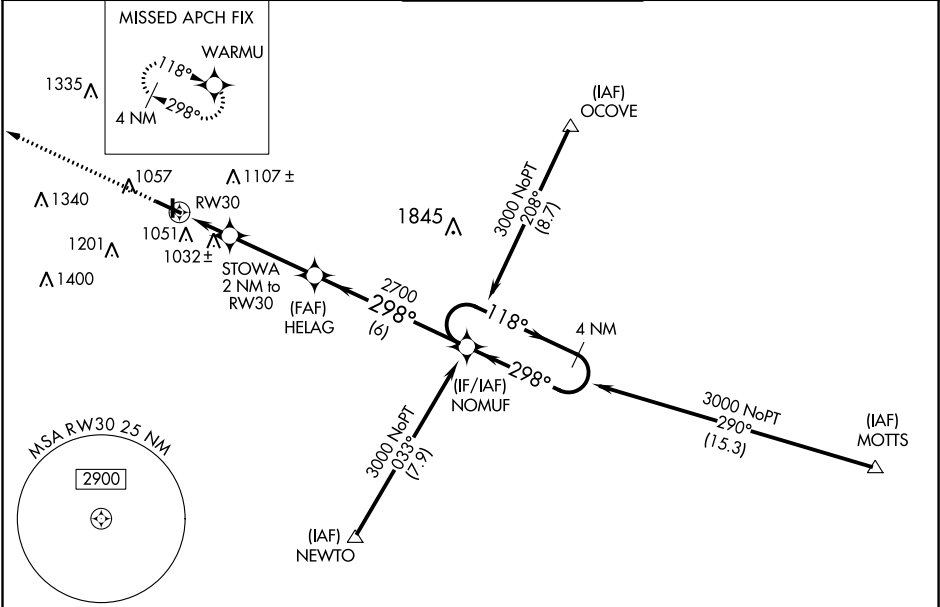 MISSED APCH FIX
WARMU
118°
298°
4 NM
1335
(IAF)
OCOVE
1057
1107 ±
1340
RW30
3000 NoPT
208°
(8.7)
1845
1051
1201
1032 ±
1400
STOWA
2 NM to
RW30
(FAF)
HELAG
2700
298°
(6)
118°
4 NM
298°
(IF/IAF)
NOMUF
3000 NoPT
290°
(15.3)
(IAF)
MOTTS
3000 NoPT
033°
(7.9)
MSA RW30 25 NM
2900
(IAF)
NEWTO